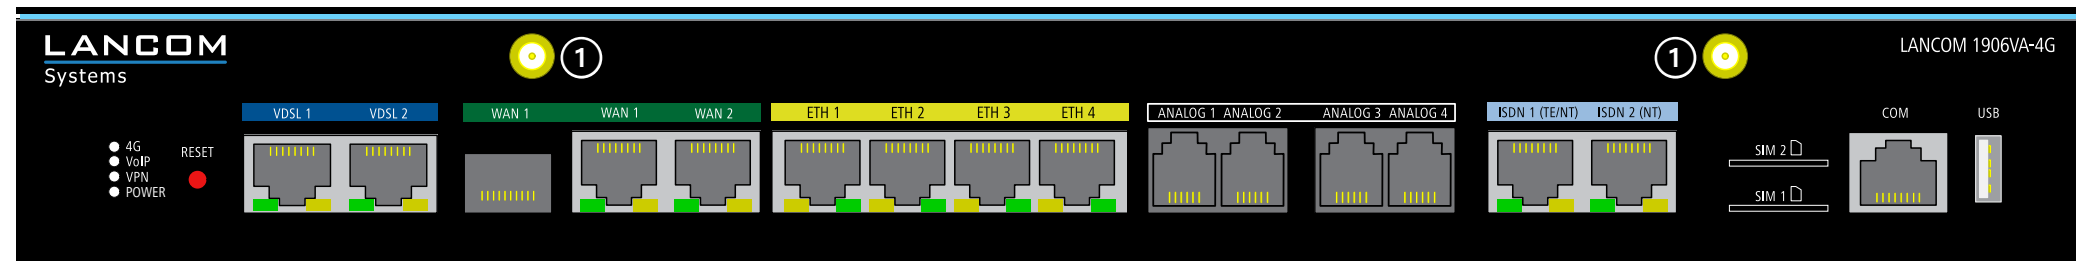 LANCOM
Systems
1
1
LANCOM 1906VA-4G
VDSL 1 VDSL 2 WAN 1 WAN 1 WAN 2 ETH 1 ETH 2 ETH 3 ETH 4 ANALOG 1 ANALOG 2 ANALOG 3 ANALOG 4 ISDN 1 (TE/NT) ISDN 2 (NT) COM USB
4G
VoIP
VPN
POWER
RESET
SIM 2
SIM 1